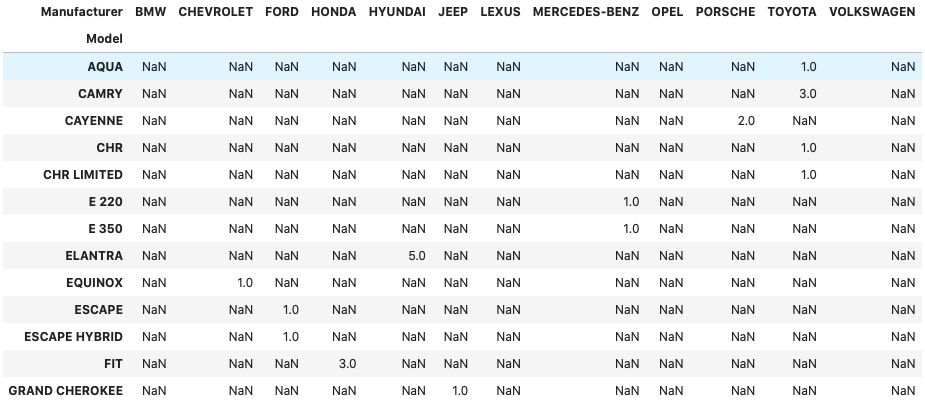 Manufacturer BMW CHEVROLET FORD HONDA HYUNDAI JEEP LEXUS MERCEDES-BENZ OPEL PORSCHE TOYOTA VOLKSWAGEN
Model
AQUA NaN NaN NaN NaN NaN NaN NaN NaN NaN NaN 1.0 NaN
CAMRY NaN NaN NaN NaN NaN NaN NaN NaN NaN NaN 3.0 NaN
CAYENNE NaN NaN NaN NaN NaN NaN NaN NaN NaN 2.0 NaN NaN
CHR NaN NaN NaN NaN NaN NaN NaN NaN NaN NaN 1.0 NaN
CHR LIMITED NaN NaN NaN NaN NaN NaN NaN NaN NaN NaN 1.0 NaN
E 220 NaN NaN NaN NaN NaN NaN NaN 1.0 NaN NaN NaN NaN
E 350 NaN NaN NaN NaN NaN NaN NaN 1.0 NaN NaN NaN NaN
ELANTRA NaN NaN NaN NaN 5.0 NaN NaN NaN NaN NaN NaN NaN
EQUINOX NaN 1.0 NaN NaN NaN NaN NaN NaN NaN NaN NaN NaN
ESCAPE NaN NaN 1.0 NaN NaN NaN NaN NaN NaN NaN NaN NaN
ESCAPE HYBRID NaN NaN 1.0 NaN NaN NaN NaN NaN NaN NaN NaN NaN
FIT NaN NaN NaN 3.0 NaN NaN NaN NaN NaN NaN NaN NaN
GRAND CHEROKEE NaN NaN NaN NaN NaN 1.0 NaN NaN NaN NaN NaN NaN